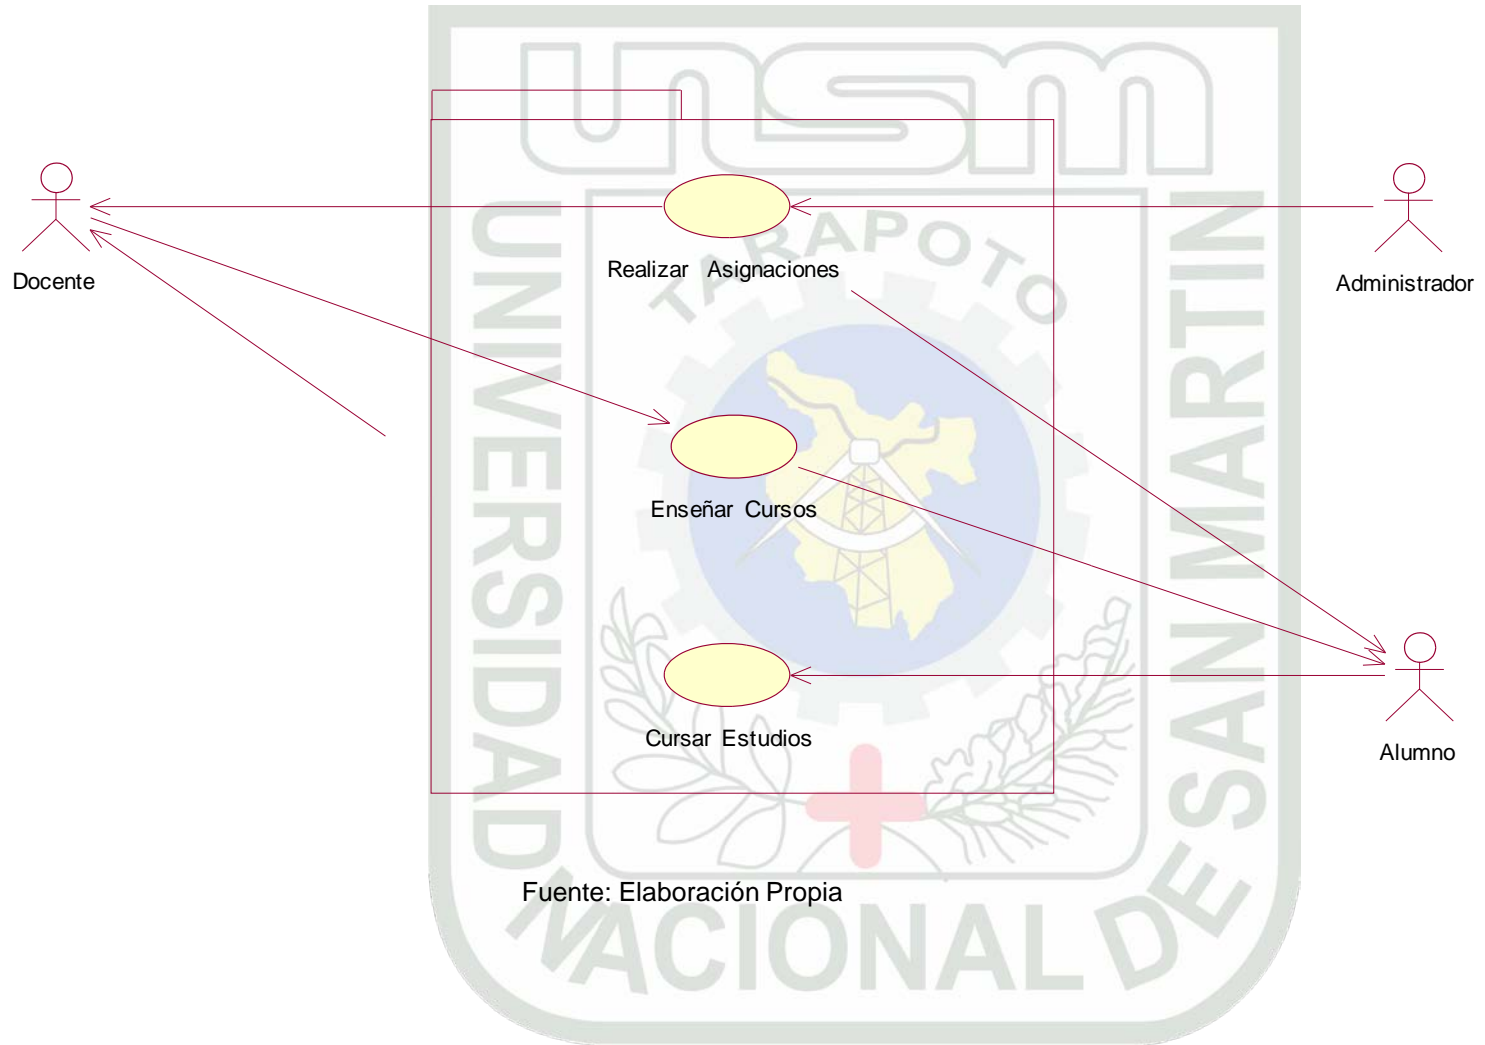 unsm
TARAPOTO
UNIVERSIDAD
NACIONAL DE
SAN MARTIN
Docente
Realizar Asignaciones
Administrador
Enseñar Cursos
Cursar Estudios
Alumno
Fuente: Elaboración Propia